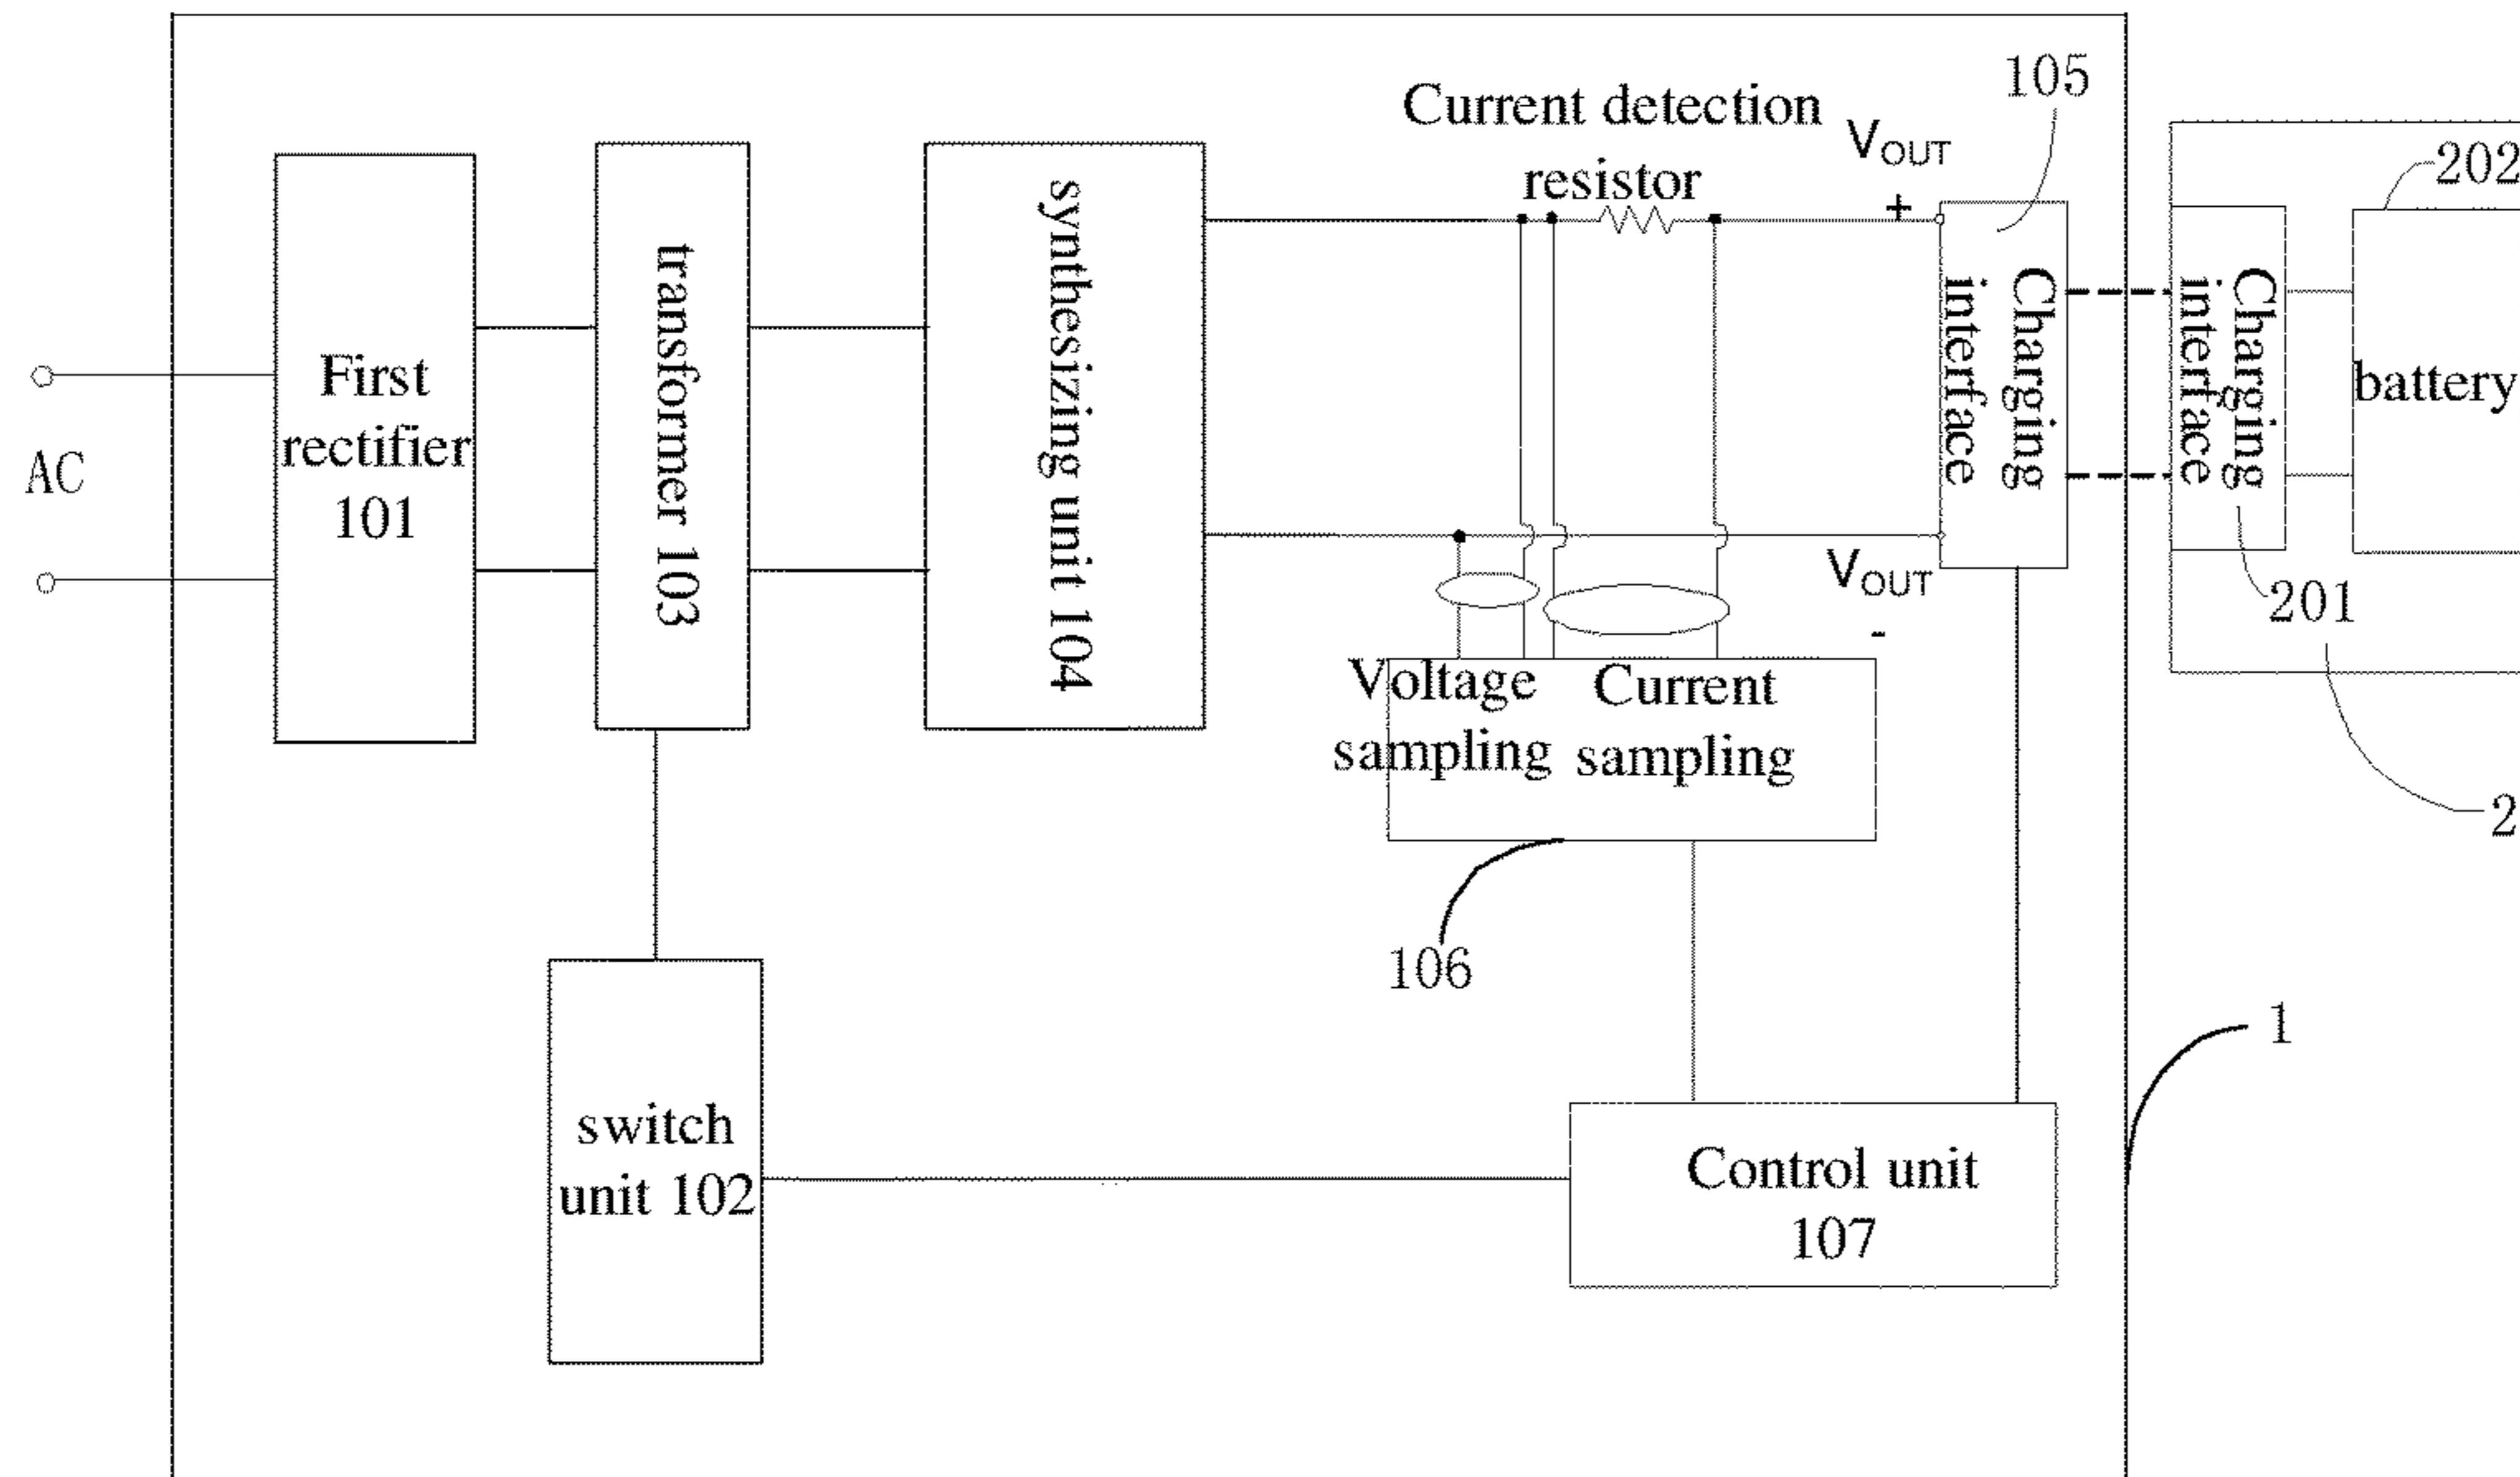 105
Current detection
resistor
VOUT
+
202
First
rectifier
101
transformer 103
synthesizing unit 104
Charging
interface
Charging
interface
battery
AC
VOUT
-
201
Voltage
sampling
Current
sampling
2
106
1
switch
unit 102
Control unit
107